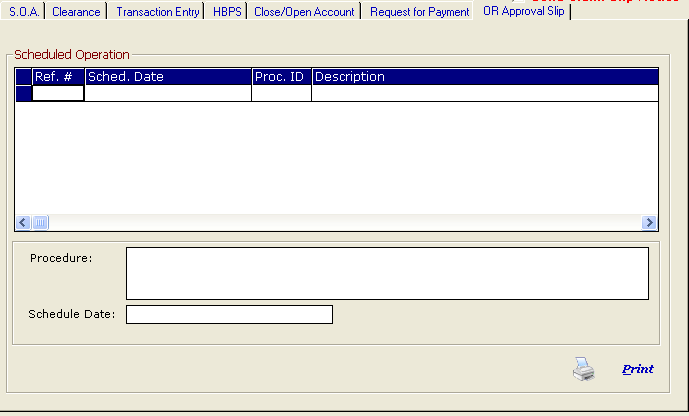 S.O.A. Clearance Transaction Entry HBPS Close/Open Account Request for Payment OR Approval Slip
Scheduled Operation
Ref. # Sched. Date Proc. ID Description
Procedure:
Schedule Date:
Print